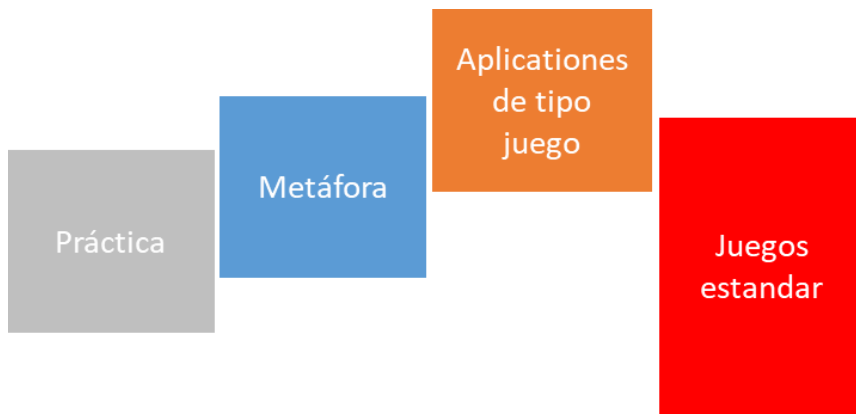 Práctica
Metáfora
Aplicationes
de tipo
juego
Juegos
estandar